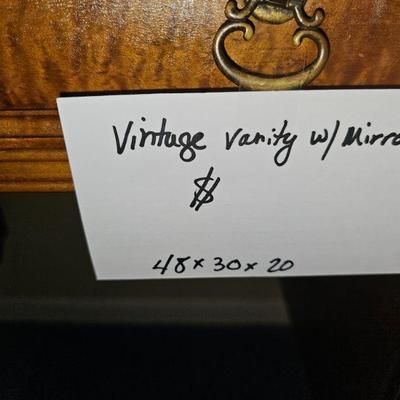 Vintage Vanity w/ Mirro
$
48 x 30 x 20